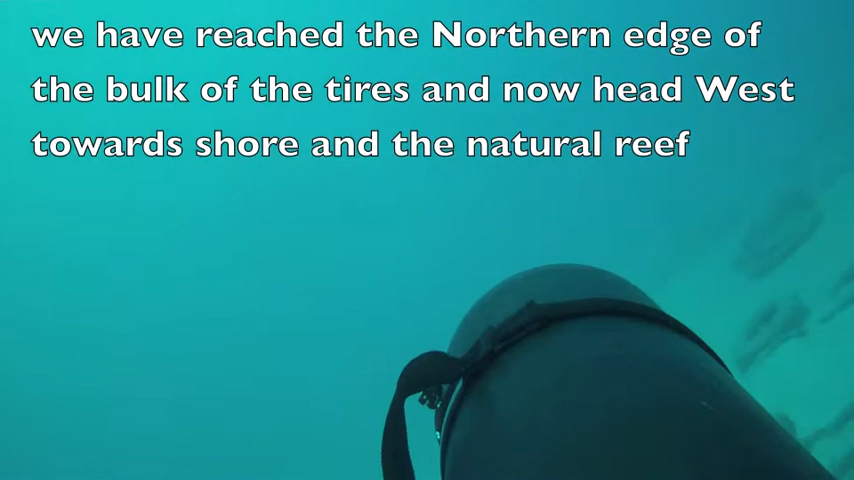 we have reached the Northern edge of
the bulk of the tires and now head West
towards shore and the natural reef